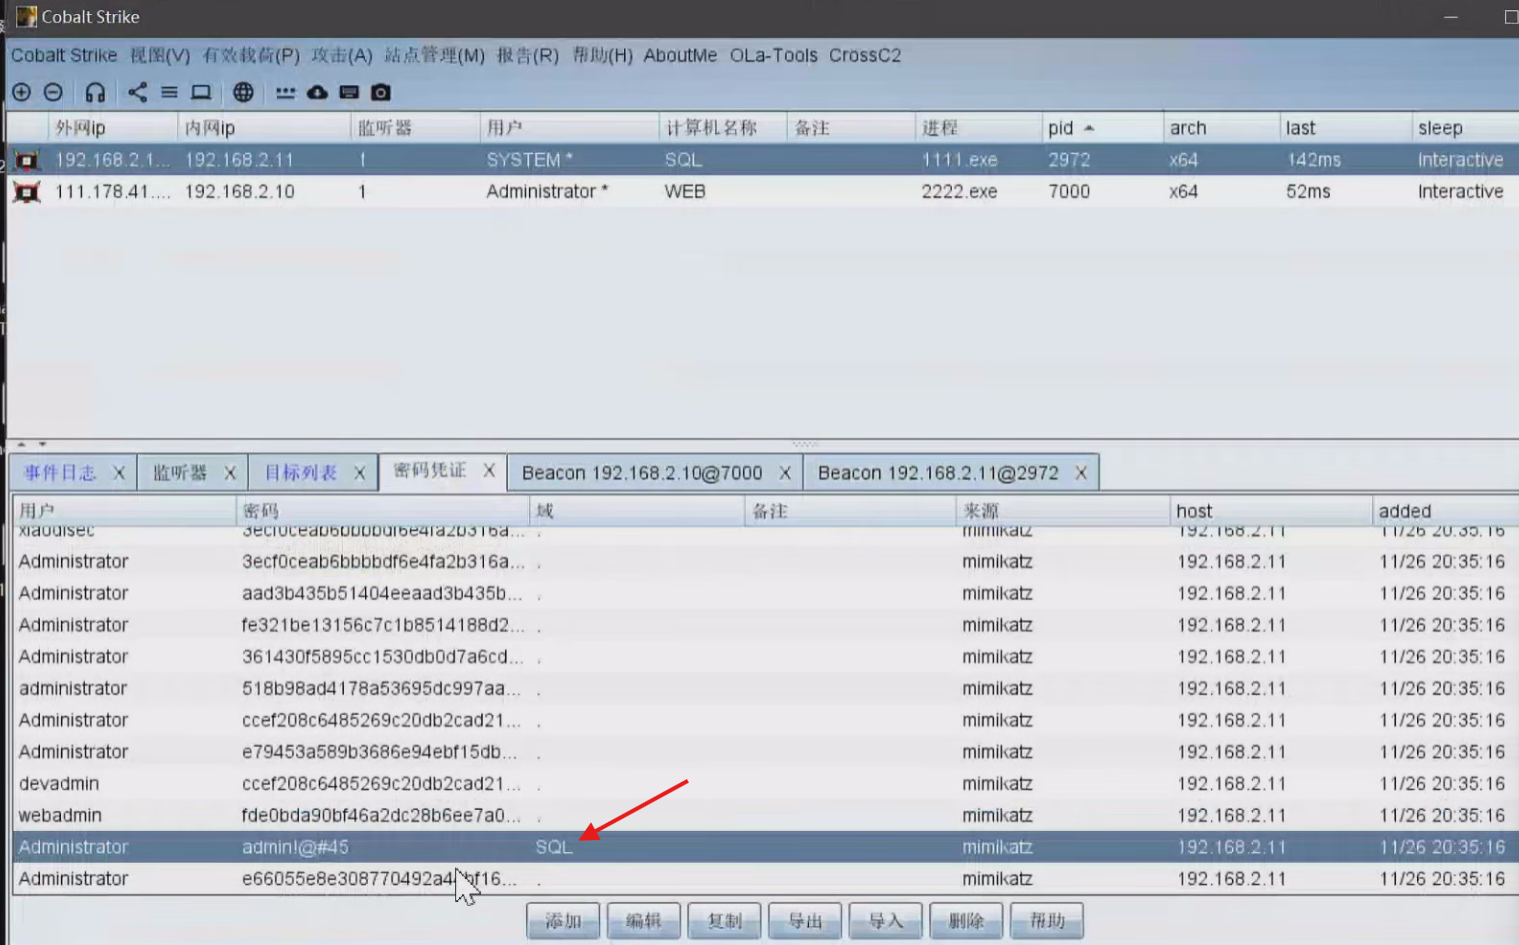 Cobalt Strike
Cobalt Strike 视图(V) 有效载荷(P) 攻击(A) 站点管理(M) 报告(R) 帮助(H) AboutMe OLa-Tools CrossC2
外网ip 内网ip 监听器 用户 计算机名称 备注 进程 pid arch last sleep
192.168.2.1... 192.168.2.11 1 SYSTEM * SQL 1111.exe 2972 x64 142ms Interactive
111.178.41.... 192.168.2.10 1 Administrator * WEB 2222.exe 7000 x64 52ms Interactive
事件日志 X 监听器 X 目标列表 X 密码凭证 X Beacon 192.168.2.10@7000 X Beacon 192.168.2.11@2972 X
用户 密码 域 备注 来源 host added
xiaodisec 3ecf0ceab6bbbbdf6e4fa2b316a... . mimikatz 192.168.2.11 11/26 20:35:16
Administrator 3ecf0ceab6bbbbdf6e4fa2b316a... . mimikatz 192.168.2.11 11/26 20:35:16
Administrator aad3b435b51404eeaad3b435b... . mimikatz 192.168.2.11 11/26 20:35:16
Administrator fe321be13156c7c1b8514188d2... . mimikatz 192.168.2.11 11/26 20:35:16
Administrator 361430f5895cc1530db0d7a6cd... . mimikatz 192.168.2.11 11/26 20:35:16
administrator 518b98ad4178a53695dc997aa... . mimikatz 192.168.2.11 11/26 20:35:16
Administrator ccef208c6485269c20db2cad21... . mimikatz 192.168.2.11 11/26 20:35:16
Administrator e79453a589b3686e94ebf15db... . mimikatz 192.168.2.11 11/26 20:35:16
devadmin ccef208c6485269c20db2cad21... . mimikatz 192.168.2.11 11/26 20:35:16
webadmin fde0bda90bf46a2dc28b6ee7a0... . mimikatz 192.168.2.11 11/26 20:35:16
Administrator admin!@#45 SQL mimikatz 192.168.2.11 11/26 20:35:16
Administrator . mimikatz 192.168.2.11 11/26 20:35:16
添加 编辑 复制 导出 导入 删除 帮助